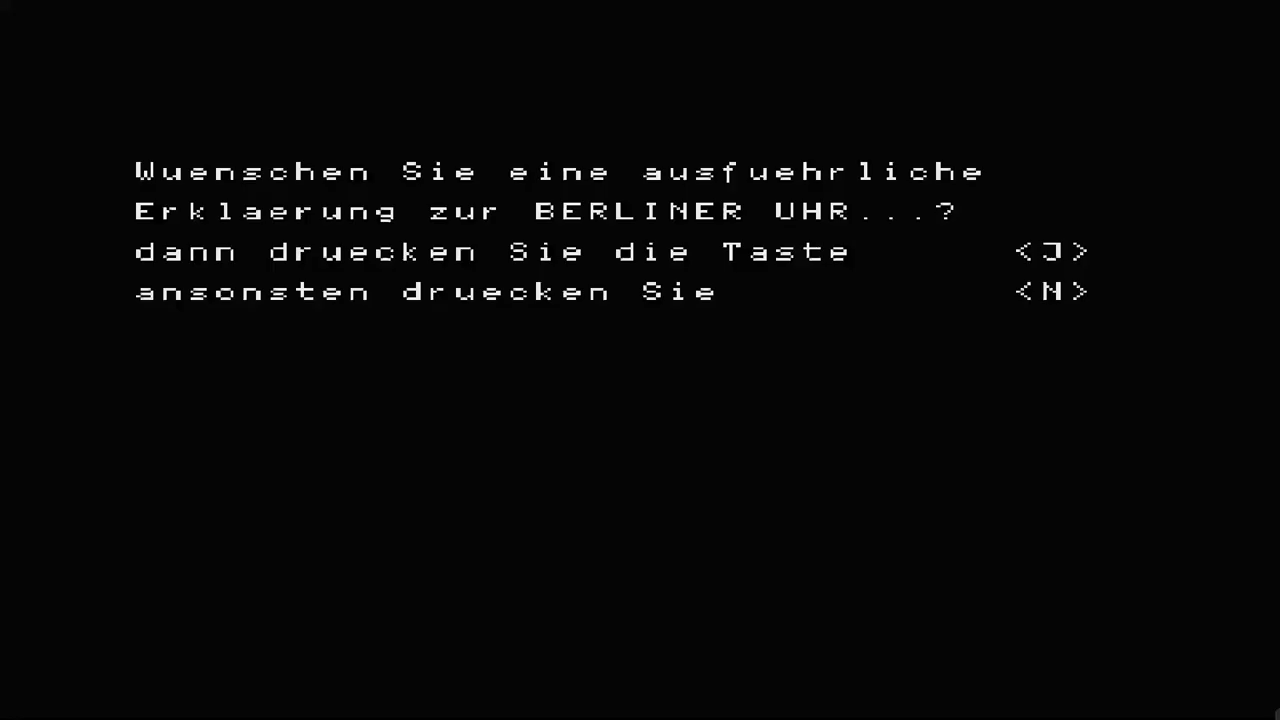 Wuenschen Sie eine ausfuehrliche
Erklaerung zur BERLINER UHR...?
dann druecken Sie die Taste <J>
ansonsten druecken Sie <N>